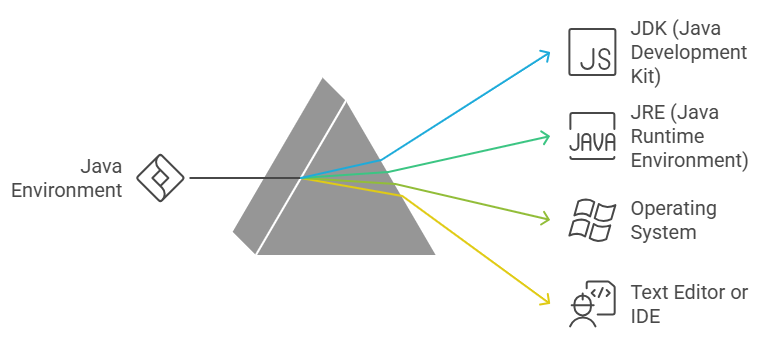 JDK (Java
Development
Kit)
JS
JRE (Java
Runtime
Environment)
JAVA
Java
Environment
Operating
System
Text Editor or
IDE
</>